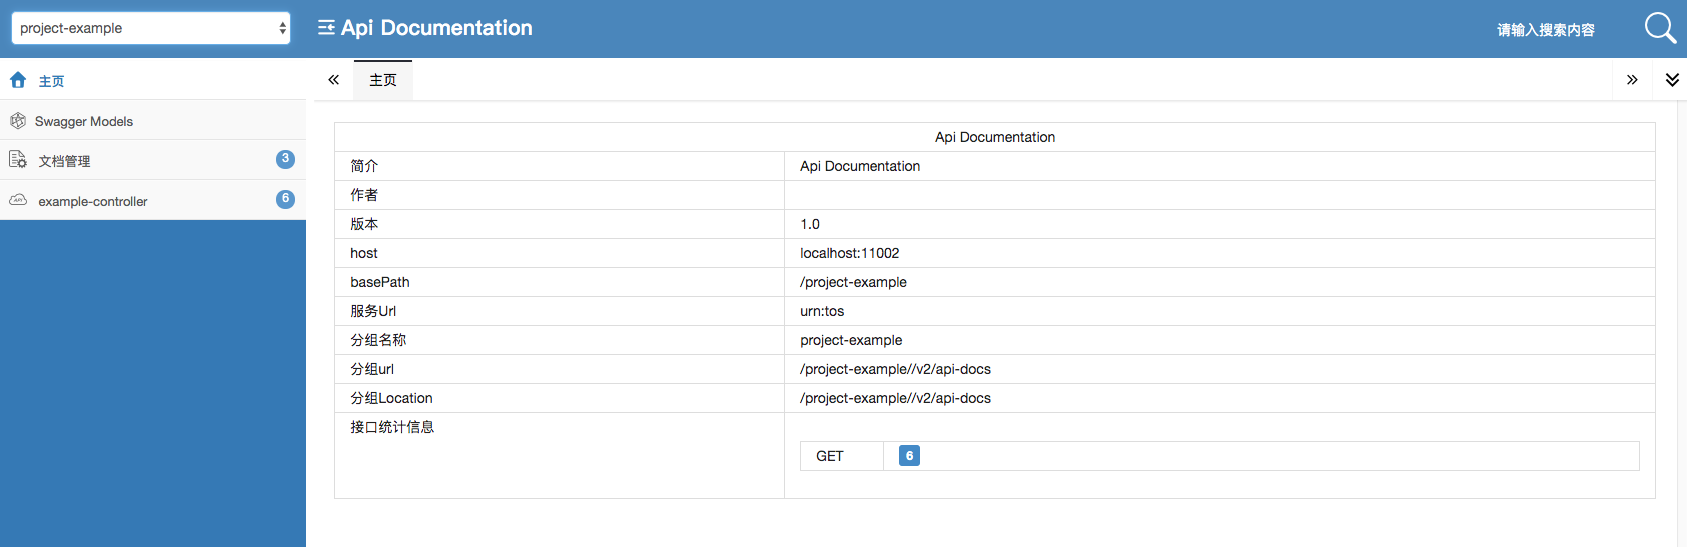 project-example
Api Documentation
请输入搜索内容
主页
Swagger Models
文档管理 3
example-controller 6
主页
Api Documentation
简介 Api Documentation
作者
版本 1.0
host localhost:11002
basePath /project-example
服务Url urn:tos
分组名称 project-example
分组url /project-example//v2/api-docs
分组Location /project-example//v2/api-docs
接口统计信息
GET 6